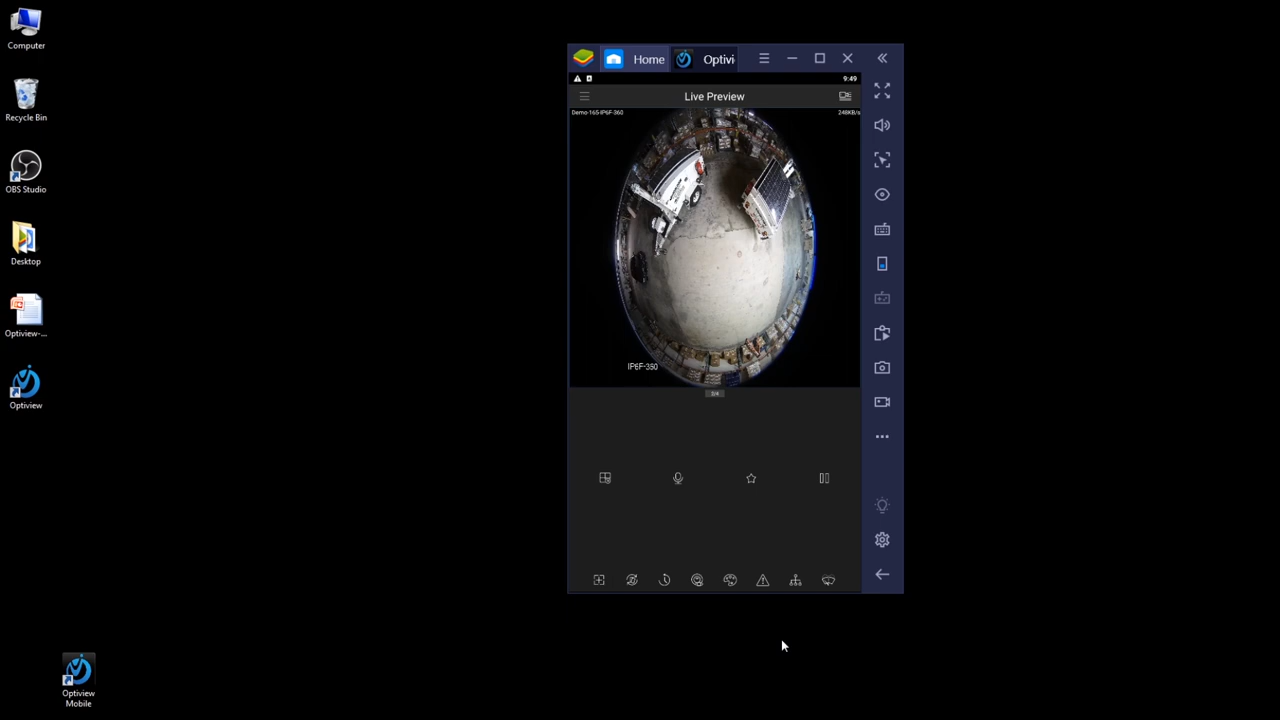 Computer
Recycle Bin
OBS Studio
Desktop
Optiview-...
Optiview
Optiview
Mobile
Home
Optivi
9:49
Live Preview
Demo-165-IP6F-360
248KB/s
IP6F-360